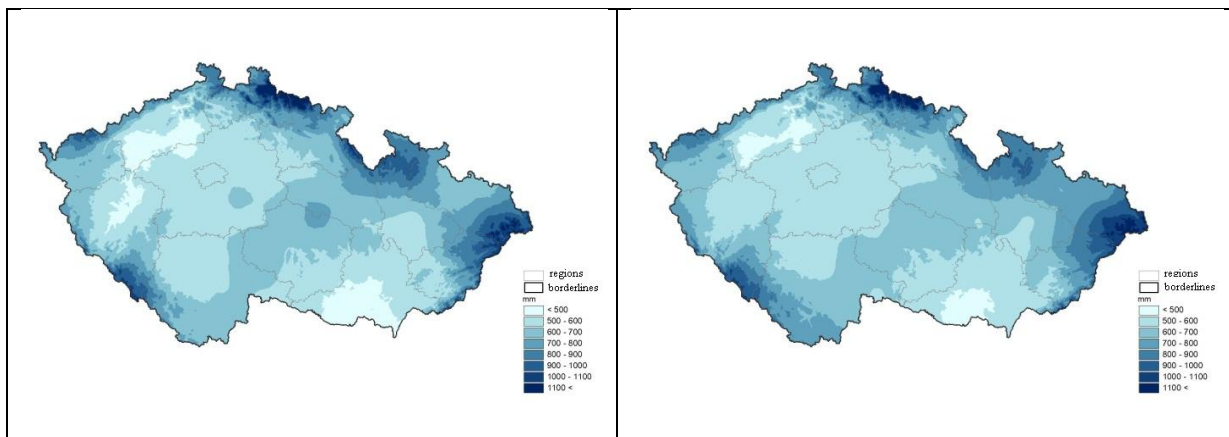 regions
borderlines
mm
< 500
500 - 600
600 - 700
700 - 800
800 - 900
900 - 1000
1000 - 1100
1100 <
regions
borderlines
mm
< 500
500 - 600
600 - 700
700 - 800
800 - 900
900 - 1000
1000 - 1100
1100 <